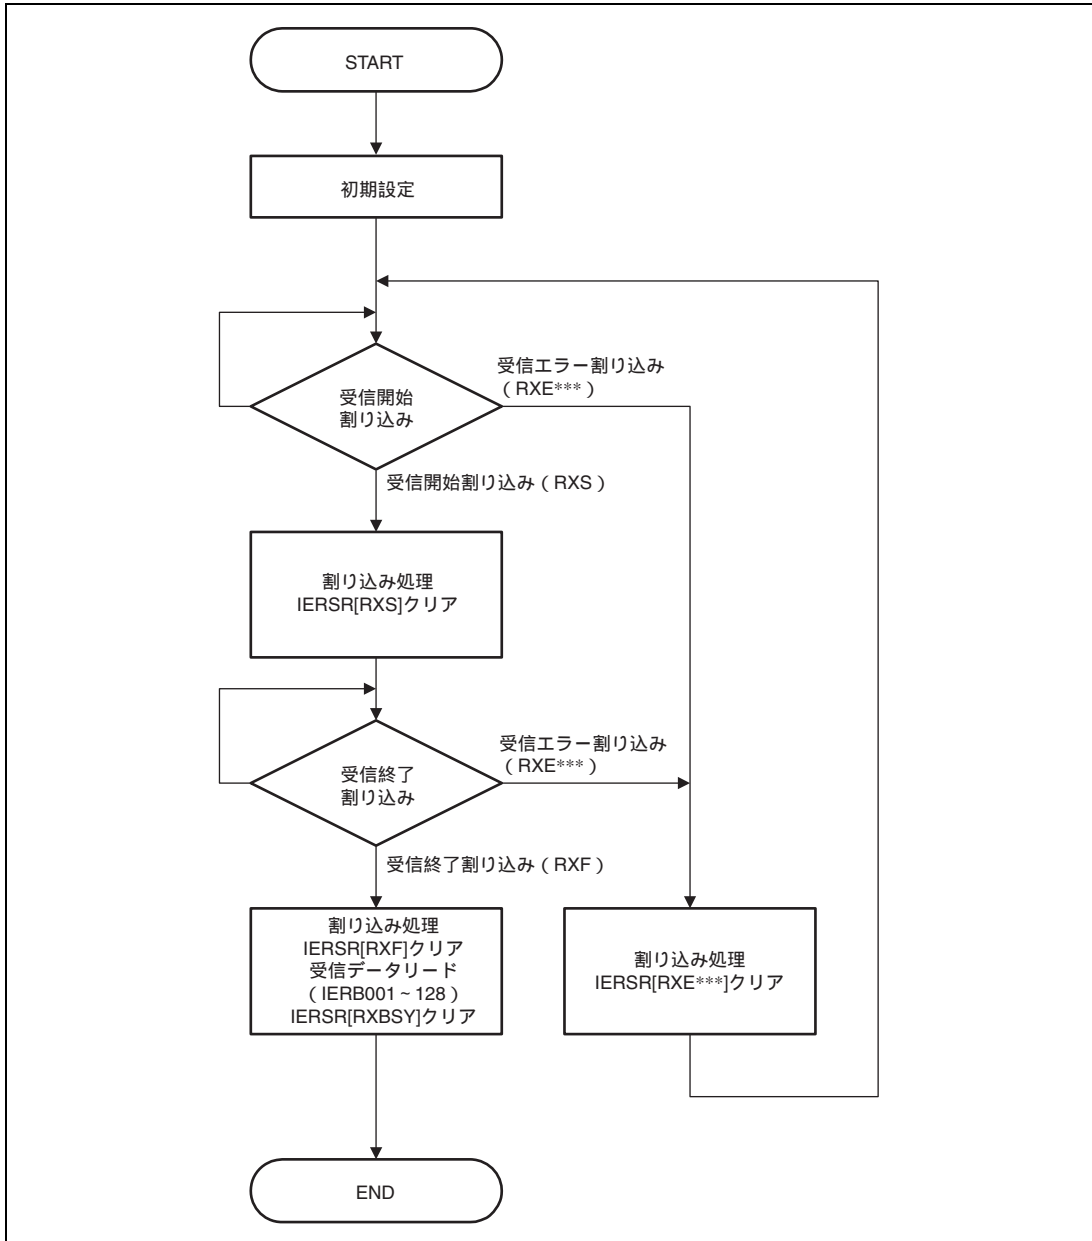 START
初期設定
受信エラー割り込み
（RXE***）
受信開始
割り込み
受信開始割り込み（RXS）
割り込み処理
IERSR[RXS]クリア
受信エラー割り込み
（RXE***）
受信終了
割り込み
受信終了割り込み（RXF）
割り込み処理
IERSR[RXF]クリア
受信データリード
（IERB001～128）
IERSR[RXBSY]クリア
割り込み処理
IERSR[RXE***]クリア
END